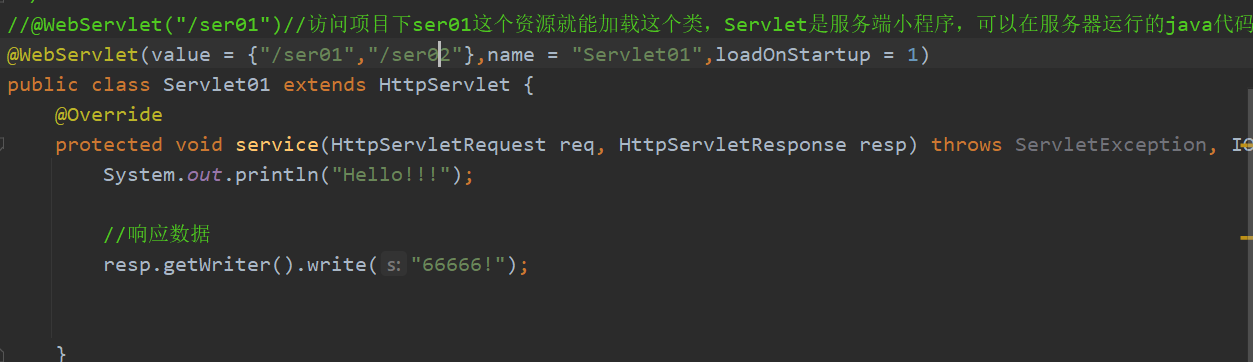 //@WebServlet("/ser01")//访问项目下ser01这个资源就能加载这个类，Servlet是服务端小程序，可以在服务器运行的java代码
@WebServlet(value = {"/ser01","/ser02"},name = "Servlet01",loadOnStartup = 1)
public class Servlet01 extends HttpServlet {
@Override
protected void service(HttpServletRequest req, HttpServletResponse resp) throws ServletException, IO
System.out.println("Hello!!!");
//响应数据
resp.getWriter().write( s: "66666!");
}